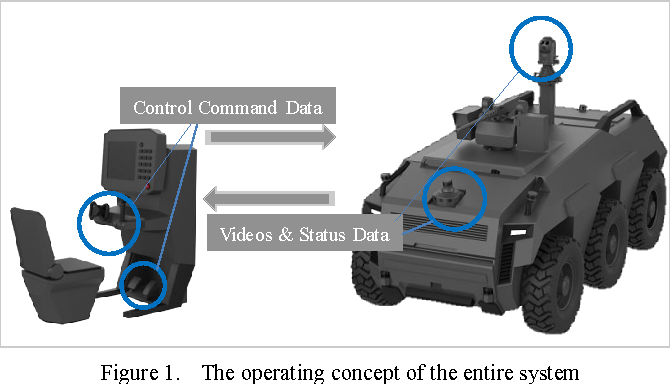 Control Command Data
Videos & Status Data
Figure 1. The operating concept of the entire system